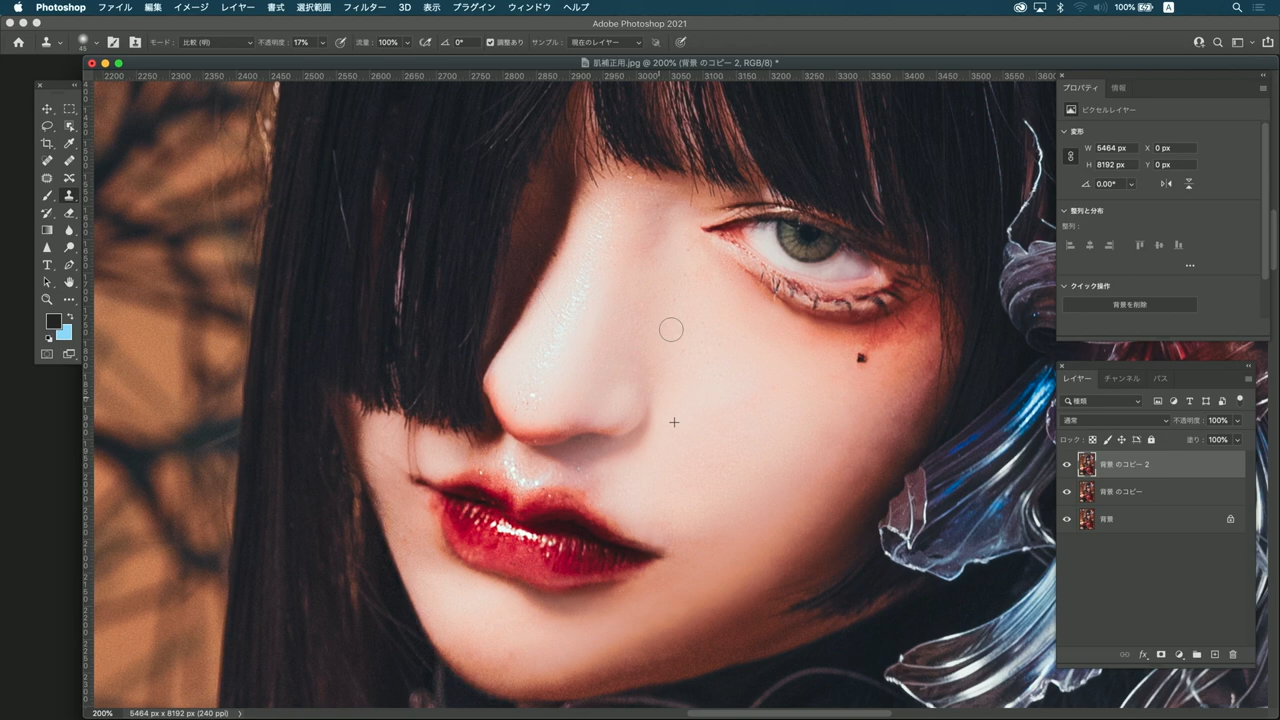 Photoshop ファイル 編集 イメージ レイヤー 書式 選択範囲 フィルター 3D 表示 プラグイン ウィンドウ ヘルプ 100% A
Adobe Photoshop 2021
45 モード： 比較 (明) 不透明度： 17% 流量： 100% 0° 調整あり サンプル： 現在のレイヤー
肌補正用.jpg @ 200% (背景 のコピー 2, RGB/8) *
2200 2250 2300 2350 2400 2450 2500 2550 2600 2650 2700 2750 2800 2850 2900 2950 3000 3050 3100 3150 3200 3250 3300 3350 3400 3450 3500 3550 3600
プロパティ 情報
ピクセルレイヤー
変形
W 5464 px X 0 px
H 8192 px Y 0 px
0.00°
整列と分布
整列：
クイック操作
背景を削除
レイヤー チャンネル パス
種類
通常 不透明度： 100%
ロック： 塗り： 100%
背景 のコピー 2
背景 のコピー
背景
fx
200% 5464 px x 8192 px (240 ppi)